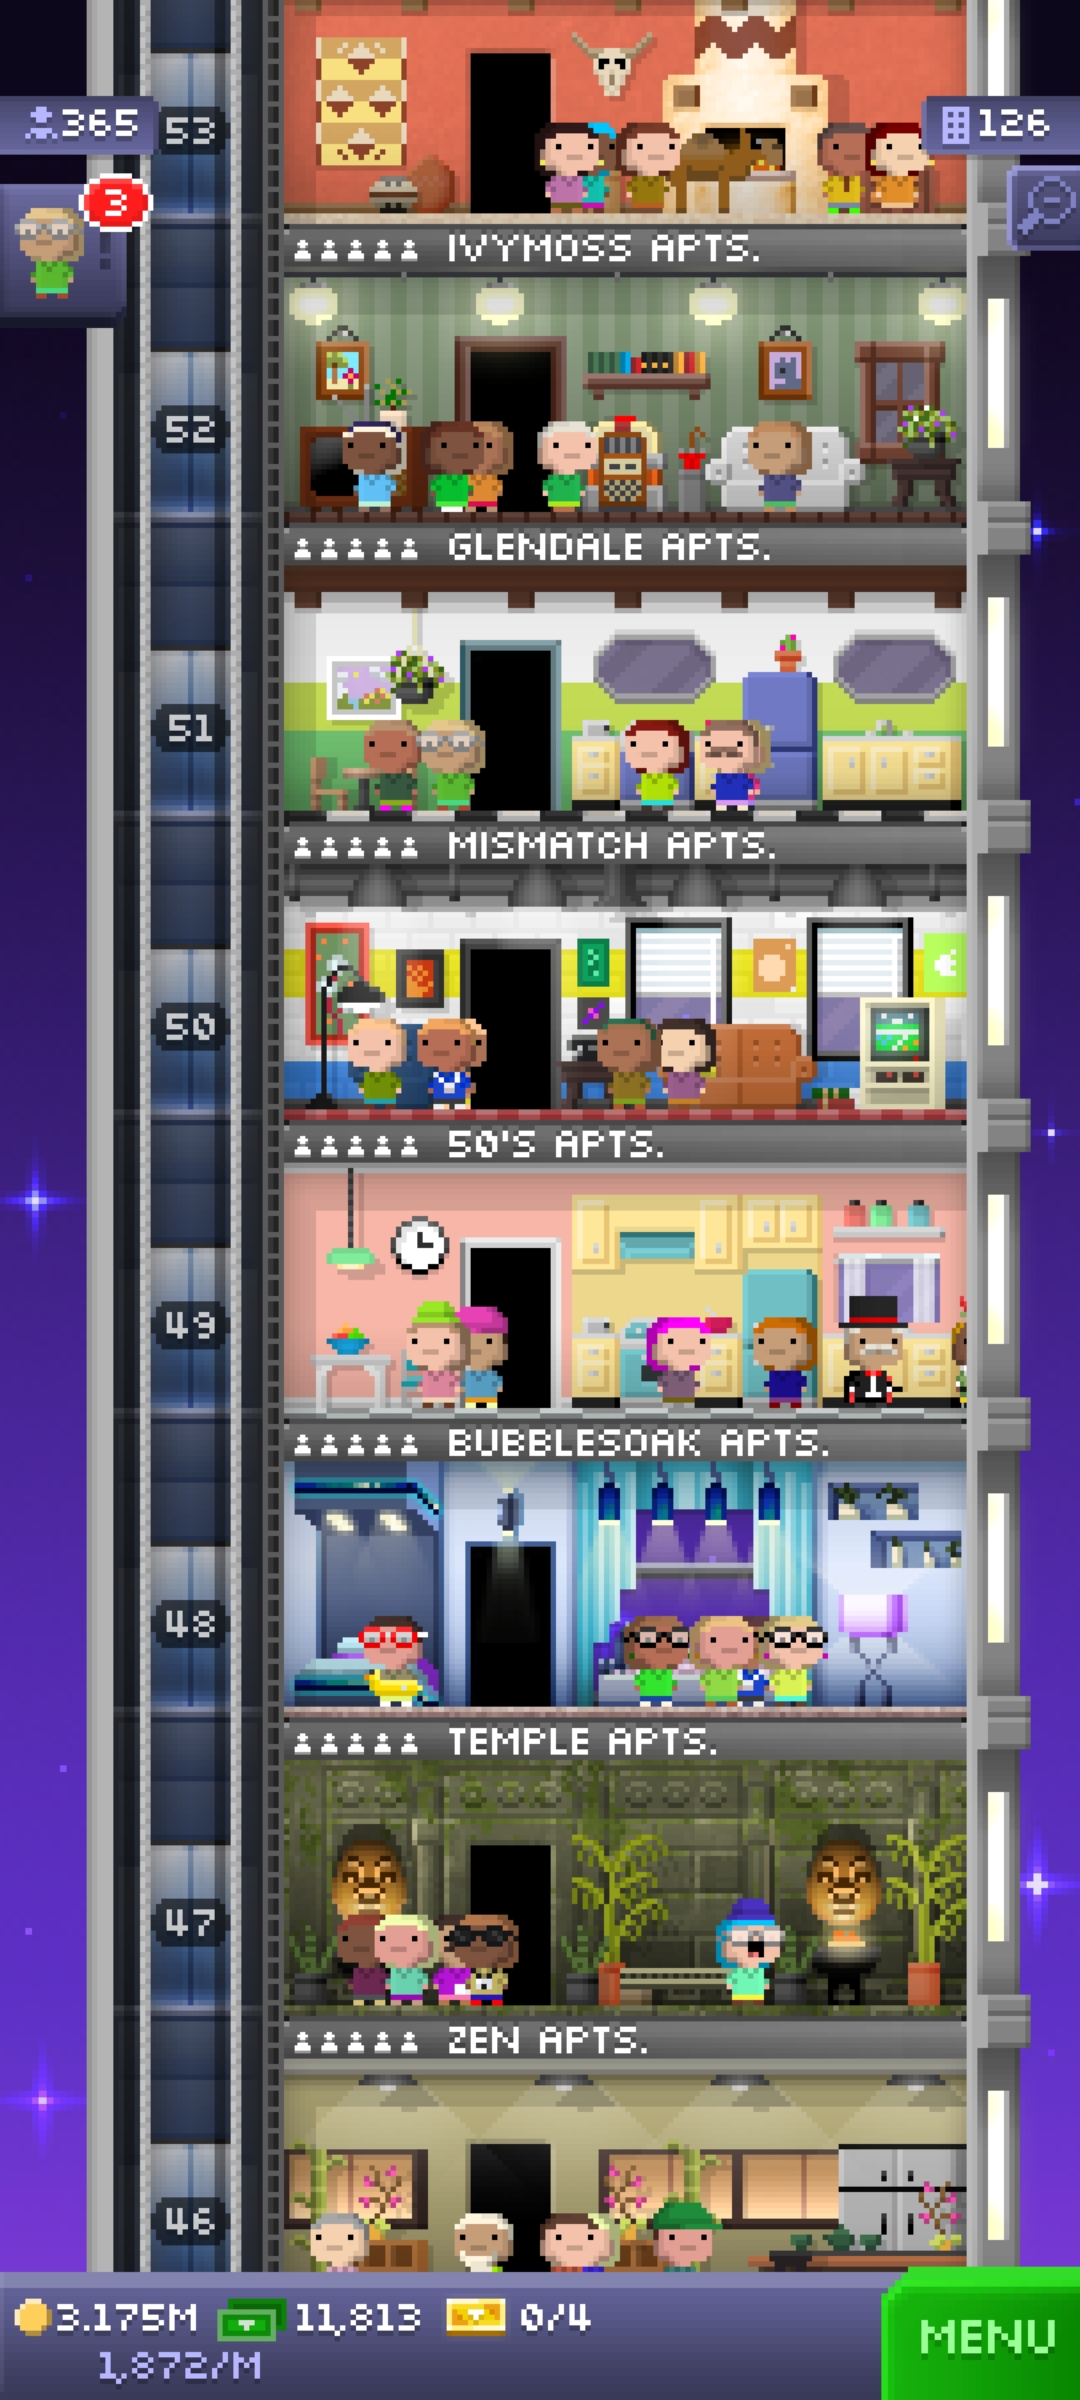 365
53
126
3
IVYMOSS APTS.
52
GLENDALE APTS.
51
MISMATCH APTS.
50
50'S APTS.
49
BUBBLESOAK APTS.
48
TEMPLE APTS.
47
ZEN APTS.
46
3.175M 11,813 0/4
1,872/M
MENU